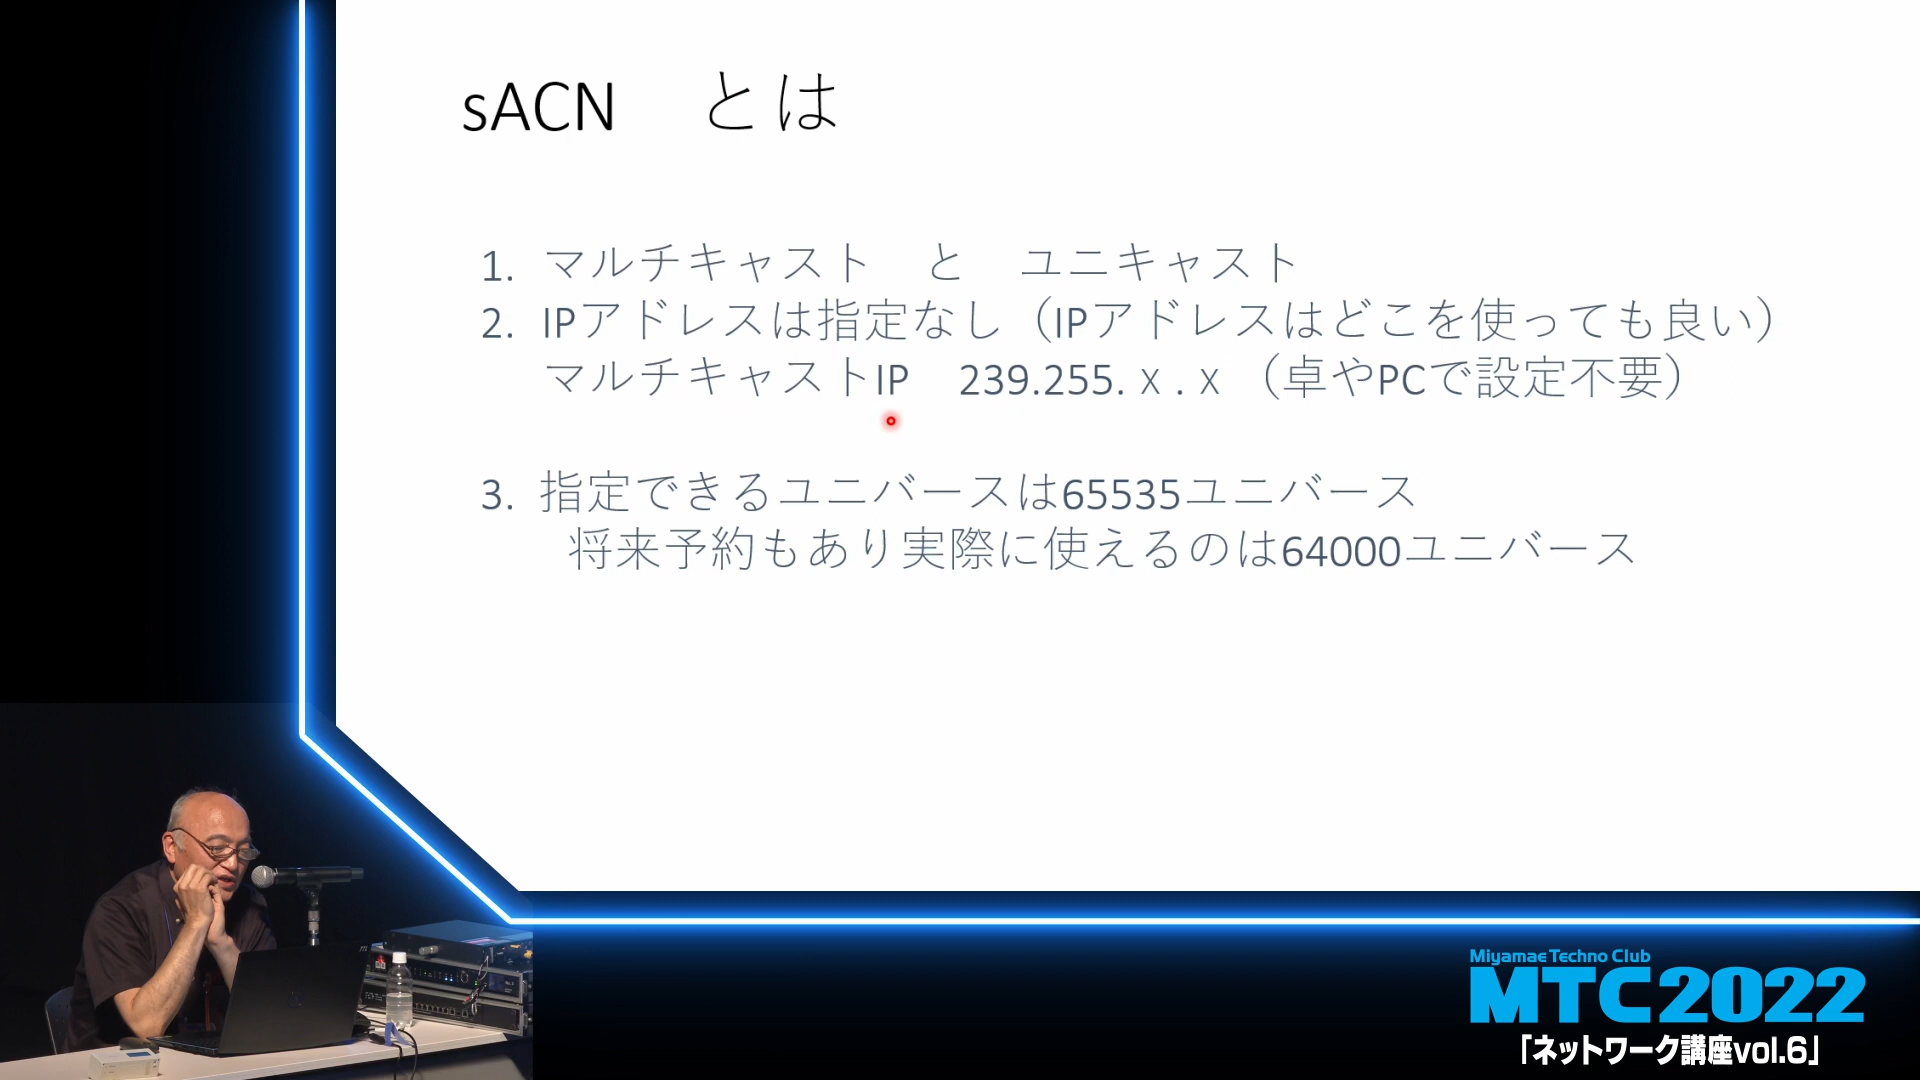 sACN　とは
1. マルチキャスト　と　ユニキャスト
2. IPアドレスは指定なし（IPアドレスはどこを使っても良い）
マルチキャストIP　239.255.ｘ.ｘ（卓やPCで設定不要）
3. 指定できるユニバースは65535ユニバース
将来予約もあり実際に使えるのは64000ユニバース
Miyamae Techno Club
MTC2022
「ネットワーク講座vol.6」